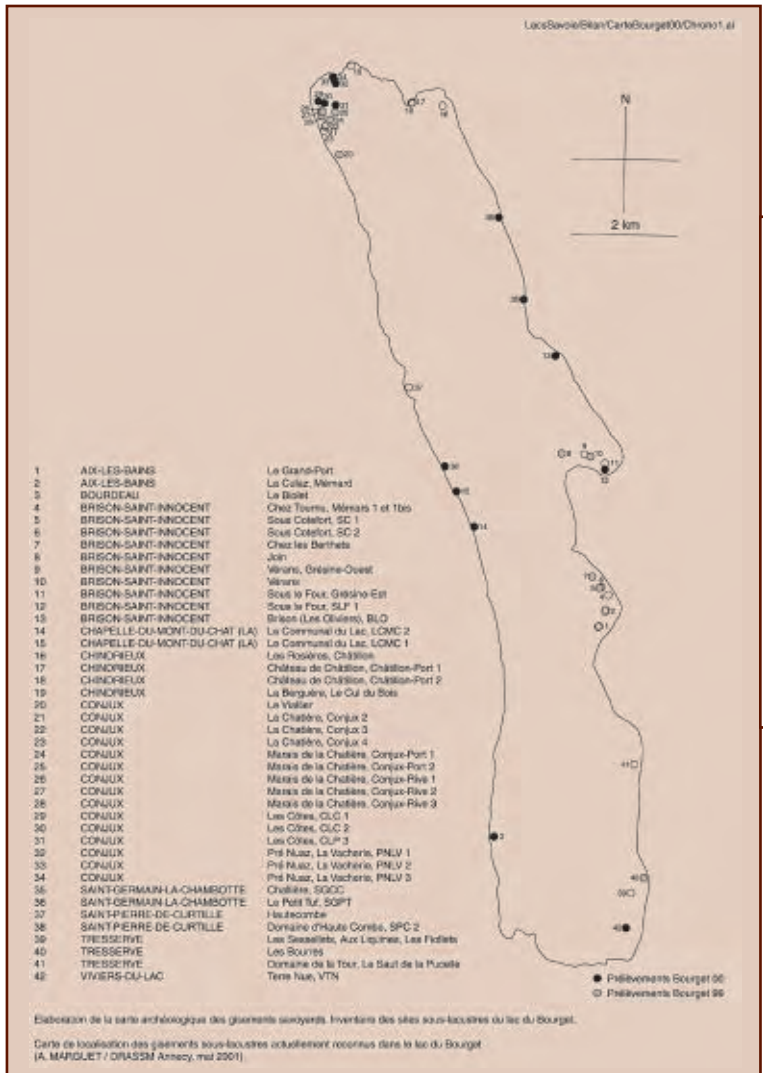 LacsSavoie/Bilan/CarteBourget00/Chrono1.ai
N
2 km
1 AIX-LES-BAINS Le Grand-Port
2 AIX-LES-BAINS La Culaz, Mémard
3 BOURDEAU Le Biolet
4 BRISON-SAINT-INNOCENT Chez Tournu, Mémars 1 et 1bis
5 BRISON-SAINT-INNOCENT Sous Cotefort, SC 1
6 BRISON-SAINT-INNOCENT Sous Cotefort, SC 2
7 BRISON-SAINT-INNOCENT Chez les Berthets
8 BRISON-SAINT-INNOCENT Join
9 BRISON-SAINT-INNOCENT Vérans, Grésine-Ouest
10 BRISON-SAINT-INNOCENT Vérans
11 BRISON-SAINT-INNOCENT Sous le Four, Grésine-Est
12 BRISON-SAINT-INNOCENT Sous le Four, SLF 1
13 BRISON-SAINT-INNOCENT Brison (Les Oliviers), BLO
14 CHAPELLE-DU-MONT-DU-CHAT (LA) Le Communal du Lac, LCMC 2
15 CHAPELLE-DU-MONT-DU-CHAT (LA) Le Communal du Lac, LCMC 1
16 CHINDRIEUX Les Rosières, Châtillon
17 CHINDRIEUX Château de Châtillon, Châtillon-Port 1
18 CHINDRIEUX Château de Châtillon, Châtillon-Port 2
19 CHINDRIEUX La Berguère, Le Cul du Bois
20 CONJUX Le Viallier
21 CONJUX La Chatière, Conjux 2
22 CONJUX La Chatière, Conjux 3
23 CONJUX La Chatière, Conjux 4
24 CONJUX Marais de la Chatière, Conjux-Port 1
25 CONJUX Marais de la Chatière, Conjux-Port 2
26 CONJUX Marais de la Chatière, Conjux-Rive 1
27 CONJUX Marais de la Chatière, Conjux-Rive 2
28 CONJUX Marais de la Chatière, Conjux-Rive 3
29 CONJUX Les Côtes, CLC 1
30 CONJUX Les Côtes, CLC 2
31 CONJUX Les Côtes, CLP 3
32 CONJUX Pré Nuaz, La Vacherie, PNLV 1
33 CONJUX Pré Nuaz, La Vacherie, PNLV 2
34 CONJUX Pré Nuaz, La Vacherie, PNLV 3
35 SAINT-GERMAIN-LA-CHAMBOTTE Challière, SGCC
36 SAINT-GERMAIN-LA-CHAMBOTTE Le Petit Tuf, SGPT
37 SAINT-PIERRE-DE-CURTILLE Hautecombe
38 SAINT-PIERRE-DE-CURTILLE Domaine d'Haute Combe, SPC 2
39 TRESSERVE Les Sesselets, Aux Liquines, Les Fiollets
40 TRESSERVE Les Bourres
41 TRESSERVE Domaine de la Tour, Le Saut de la Pucelle
42 VIVIERS-DU-LAC Terre Nue, VTN
Prélèvements Bourget 00
Prélèvements Bourget 99
Elaboration de la carte archéologique des gisements savoyards. Inventaire des sites sous-lacustres du lac du Bourget.
Carte de localisation des gisements sous-lacustres actuellement reconnus dans le lac du Bourget
(A. MARGUET / DRASSM Annecy, mai 2001)